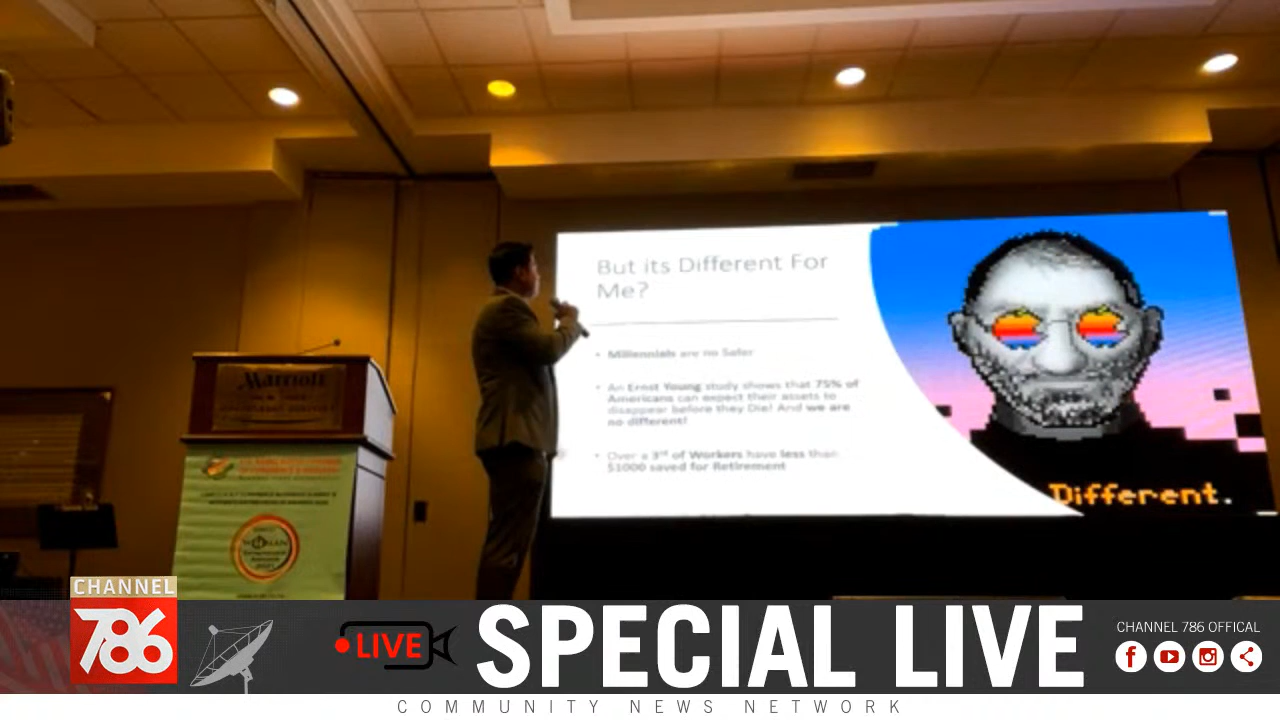 But its Different For
Me?
• Millennials are no Safer
• An Ernst Young study shows that 75% of
Americans can expect their assets to
disappear before they Die! And we are
no different!
• Over a 3rd of Workers have less than
$1000 saved for Retirement
Different.
Marriott
WOMAN
CHANNEL
786
LIVE
SPECIAL LIVE
CHANNEL 786 OFFICAL
COMMUNITY NEWS NETWORK